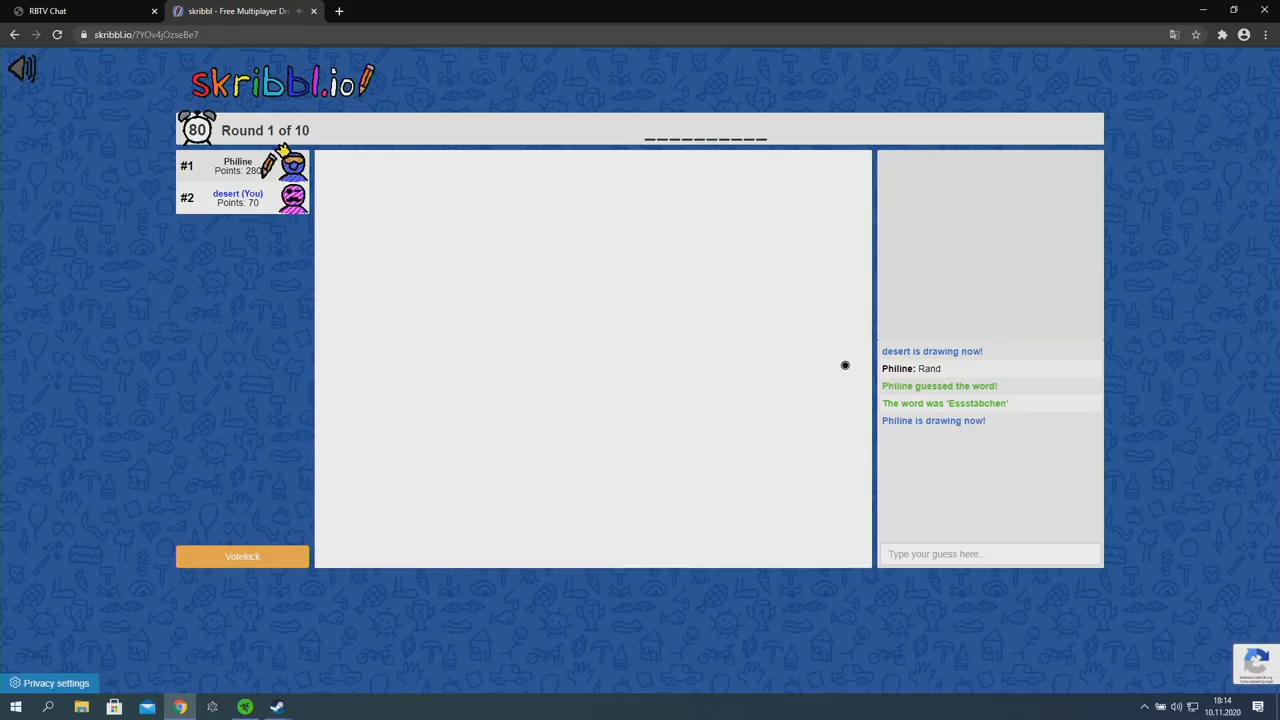 RBTV Chat
skribbl - Free Multiplayer Dr
skribbl.io/?YOv4jOzseBe7
skribbl.io
80
Round 1 of 10
__________
#1
Philine
Points: 280
#2
desert (You)
Points: 70
desert is drawing now!
Philine: Rand
Philine guessed the word!
The word was 'Essstäbchen'
Philine is drawing now!
Votekick
Type your guess here...
Privacy settings
18:14
10.11.2020